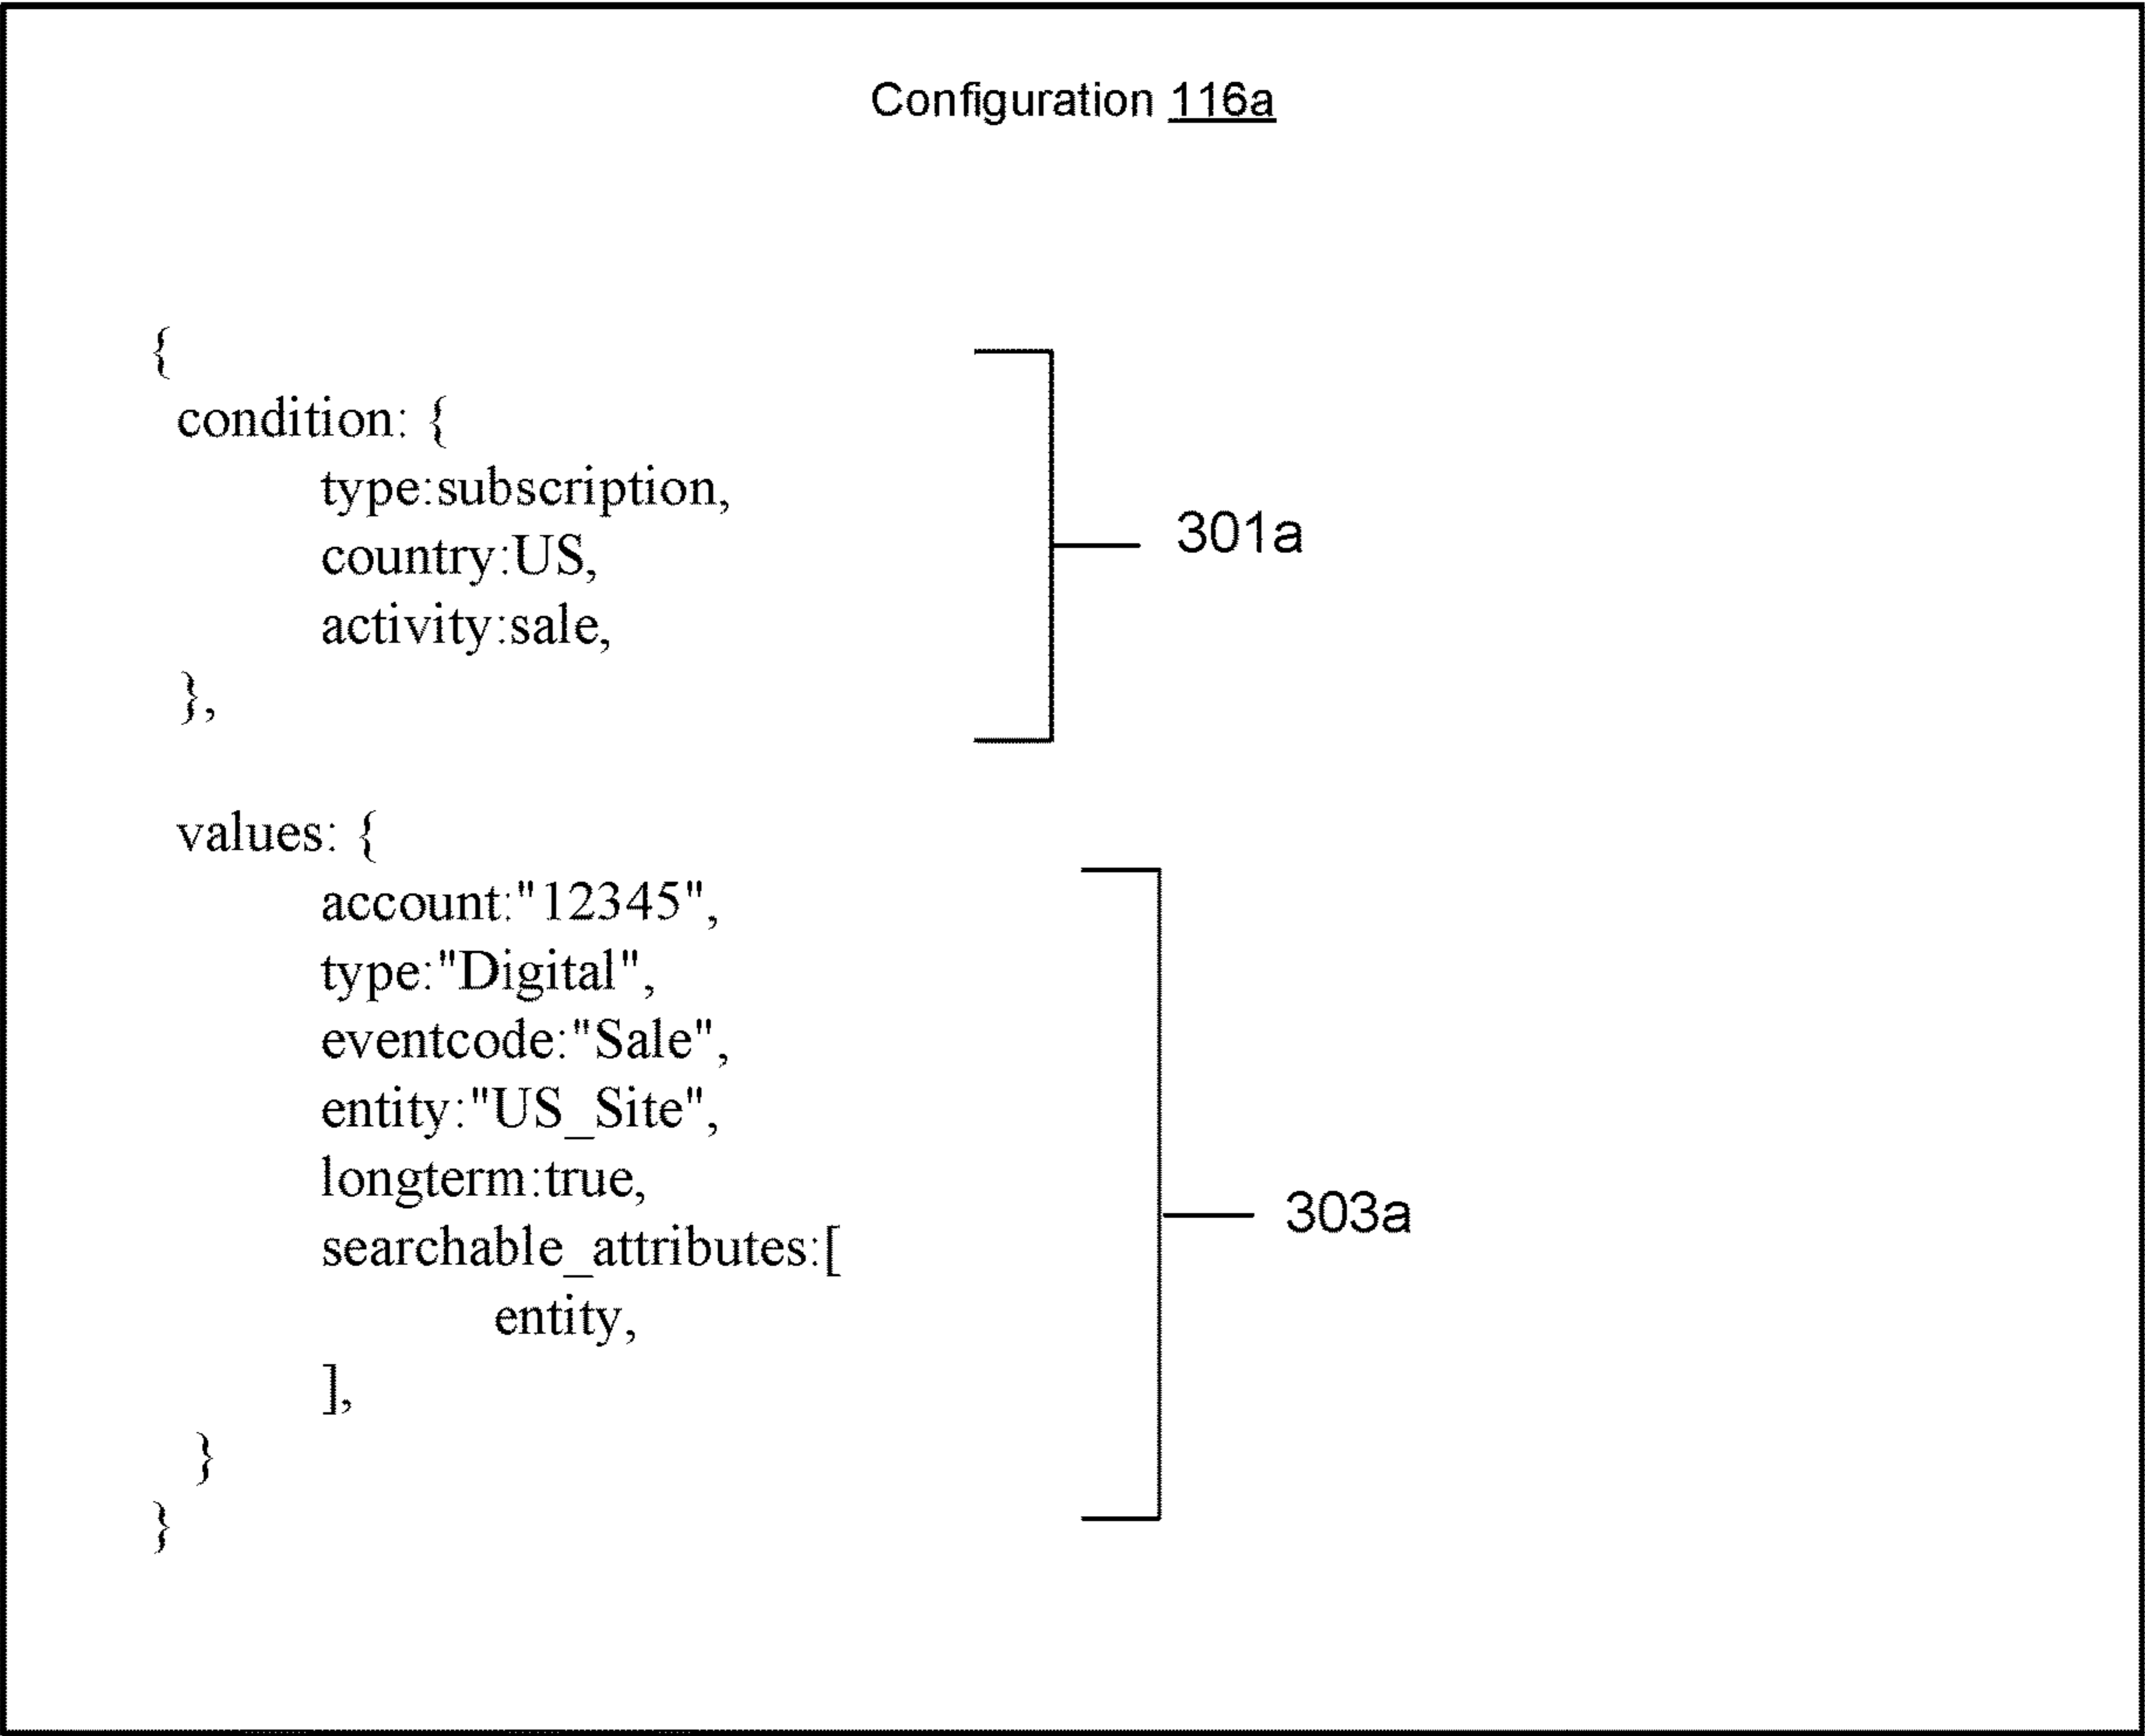 Configuration 116a
{
condition: {
type:subscription,
country:US,
activity:sale,
},
301a
values: {
account:"12345",
type:"Digital",
eventcode:"Sale",
entity:"US_Site",
longterm:true,
searchable_attributes:[
entity,
],
}
}
303a